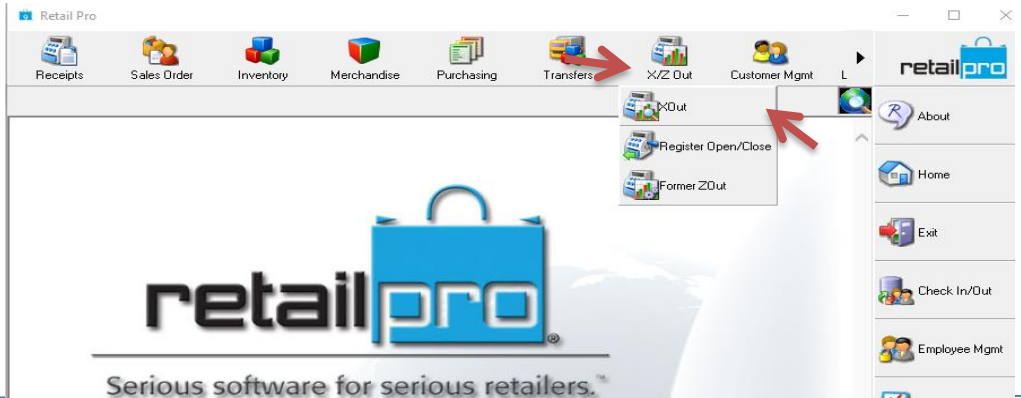 Retail Pro
Receipts
Sales Order
Inventory
Merchandise
Purchasing
Transfers
X/Z Out
Customer Mgmt
L
retailpro
XOut
Register Open/Close
Former ZOut
R About
Home
Exit
Check In/Out
Employee Mgmt
retailpro®
Serious software for serious retailers.™